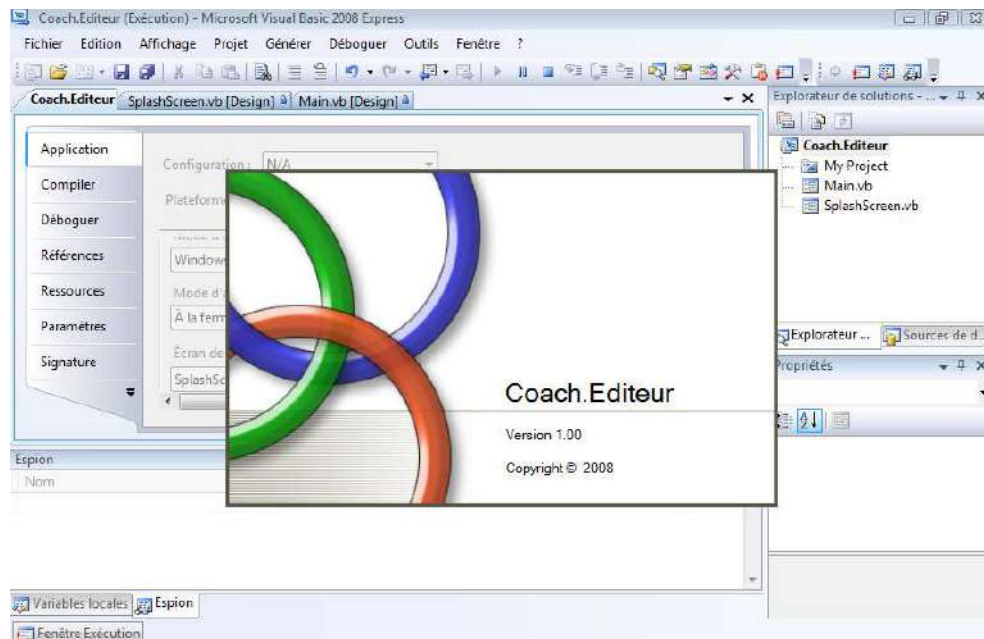 Coach.Editeur (Exécution) - Microsoft Visual Basic 2008 Express
Fichier Edition Affichage Projet Générer Déboguer Outils Fenêtre ?
Coach.Editeur SplashScreen.vb [Design] Main.vb [Design]
Explorateur de solutions - ...
Application
Compiler
Déboguer
Références
Ressources
Paramètres
Signature
Configuration : N/A
Plateform
Window
Mode d'
À la ferm
Écran de
SplashSc
Coach.Editeur
Version 1.00
Copyright © 2008
Coach.Editeur
My Project
Main.vb
SplashScreen.vb
Explorateur ... Sources de d...
Propriétés
Espion
Nom
Variables locales Espion
Fenêtre Exécution